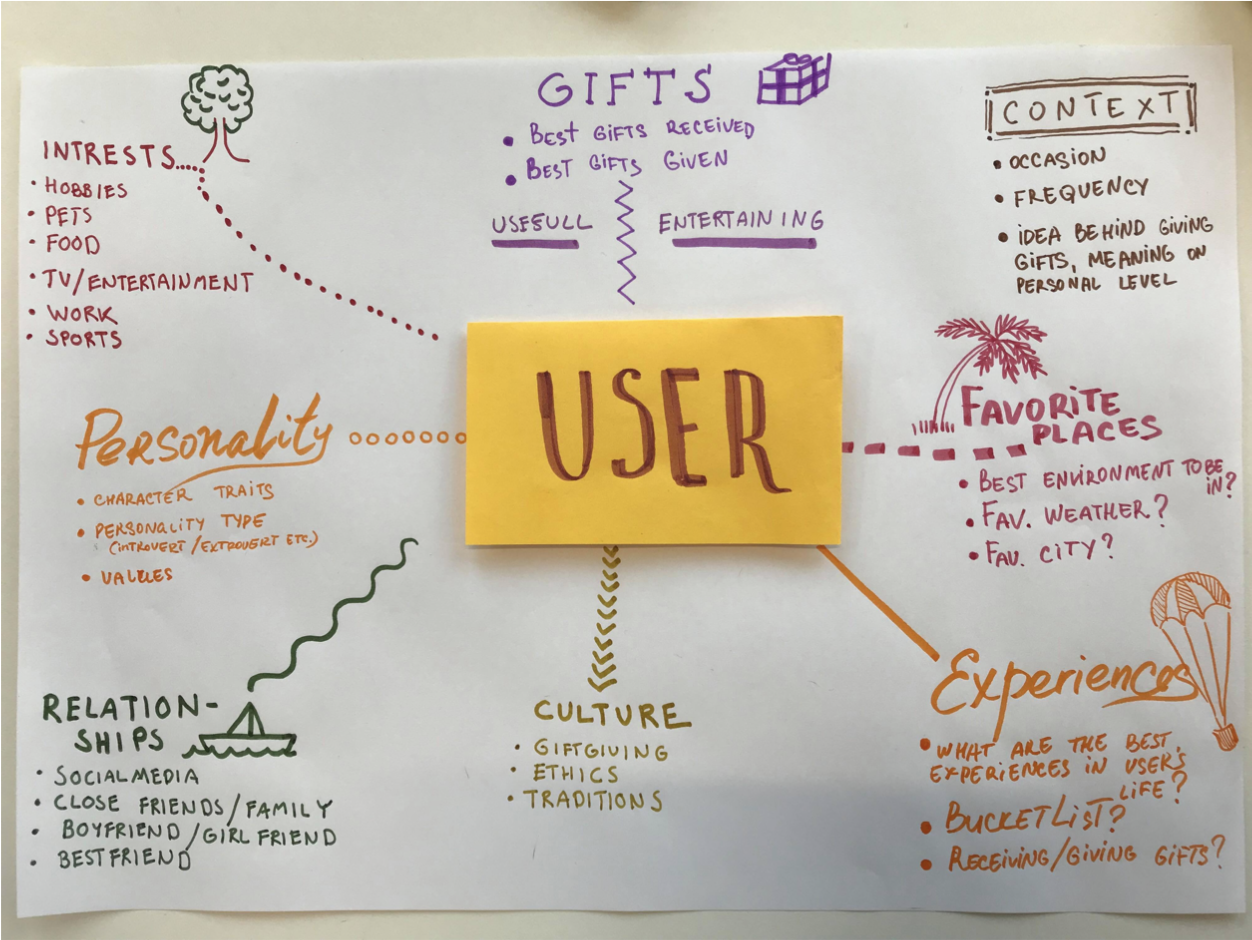 GIFTS
• BEST GIFTS RECEIVED
• BEST GIFTS GIVEN
USEFULL
ENTERTAINING
CONTEXT
• OCCASION
• FREQUENCY
• IDEA BEHIND GIVING
GIFTS, MEANING ON
PERSONAL LEVEL
INTRESTS.....
• HOBBIES
• PETS
• FOOD
• TV/ENTERTAINMENT
• WORK
• SPORTS
USER
FAVORITE
PLACES
• BEST ENVIRONMENT TO BE
IN?
• FAV. WEATHER?
• FAV. CITY?
Personality
• CHARACTER TRAITS
• PERSONALITY TYPE
(INTROVERT/EXTROVERT ETC.)
• VALUES
RELATION-
SHIPS
• SOCIALMEDIA
• CLOSE FRIENDS/FAMILY
• BOYFRIEND/GIRLFRIEND
• BESTFRIEND
CULTURE
• GIFTGIVING
• ETHICS
• TRADITIONS
Experiences
• WHAT ARE THE BEST
EXPERIENCES IN USER'S
LIFE?
• BUCKETLIST?
• RECEIVING/GIVING GIFTS?